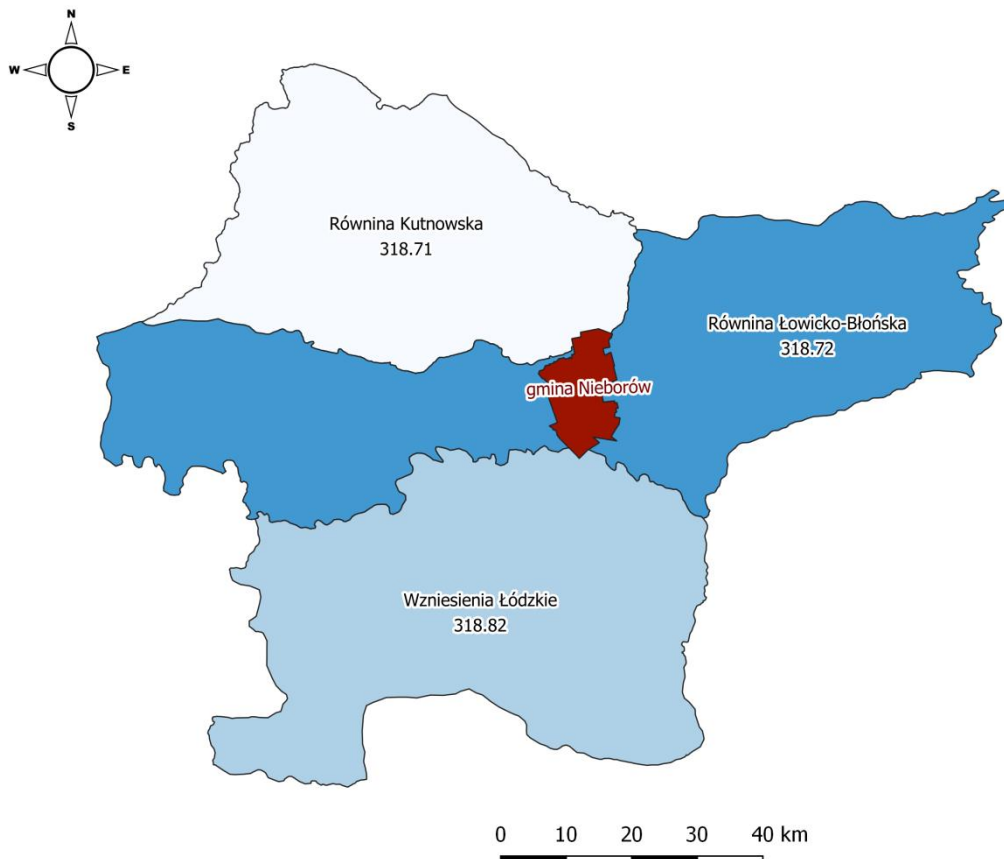 N
W E
S
Równina Kutnowska
318.71
Równina Łowicko-Błońska
318.72
gmina Nieborów
Wzniesienia Łódzkie
318.82
0 10 20 30 40 km